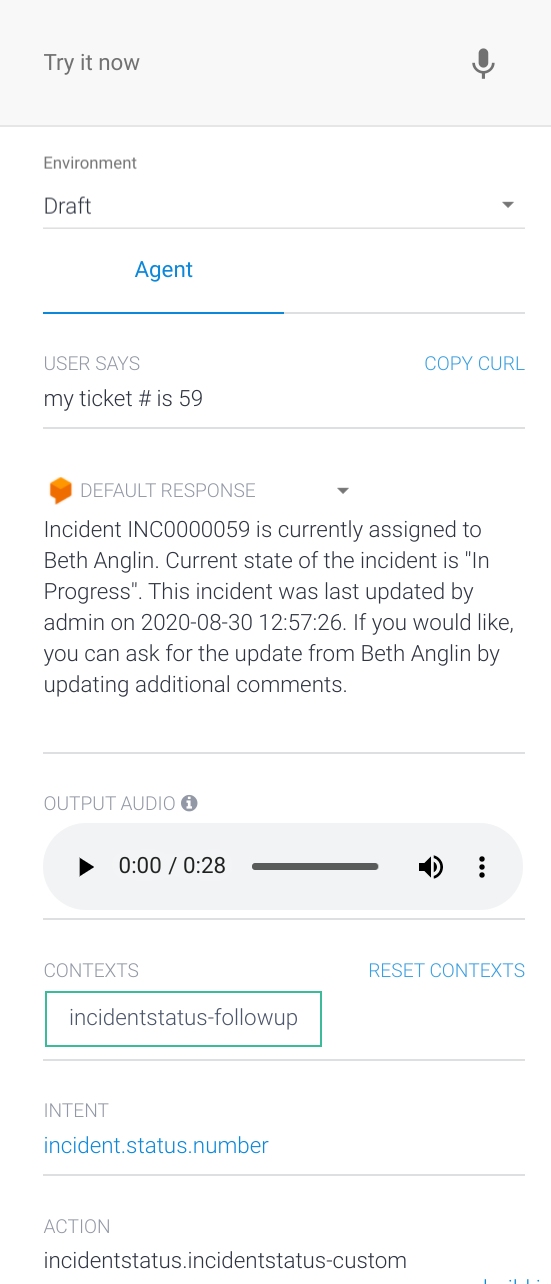 Try it now
Environment
Draft
Agent
USER SAYS COPY CURL
my ticket # is 59
DEFAULT RESPONSE
Incident INC0000059 is currently assigned to
Beth Anglin. Current state of the incident is "In
Progress". This incident was last updated by
admin on 2020-08-30 12:57:26. If you would like,
you can ask for the update from Beth Anglin by
updating additional comments.
OUTPUT AUDIO
0:00 / 0:28
CONTEXTS RESET CONTEXTS
incidentstatus-followup
INTENT
incident.status.number
ACTION
incidentstatus.incidentstatus-custom